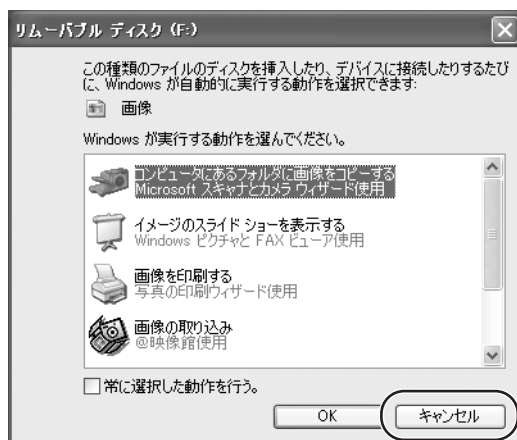 リムーバブル ディスク (F:)
この種類のファイルのディスクを挿入したり、デバイスに接続したりするたび
に、Windows が自動的に実行する動作を選択できます:
画像
Windows が実行する動作を選んでください。
コンピュータにあるフォルダに画像をコピーする
Microsoft スキャナとカメラ ウィザード使用
イメージのスライド ショーを表示する
Windows ピクチャと FAX ビューア使用
画像を印刷する
写真の印刷ウィザード使用
画像の取り込み
@映像館使用
常に選択した動作を行う。
OK
キャンセル